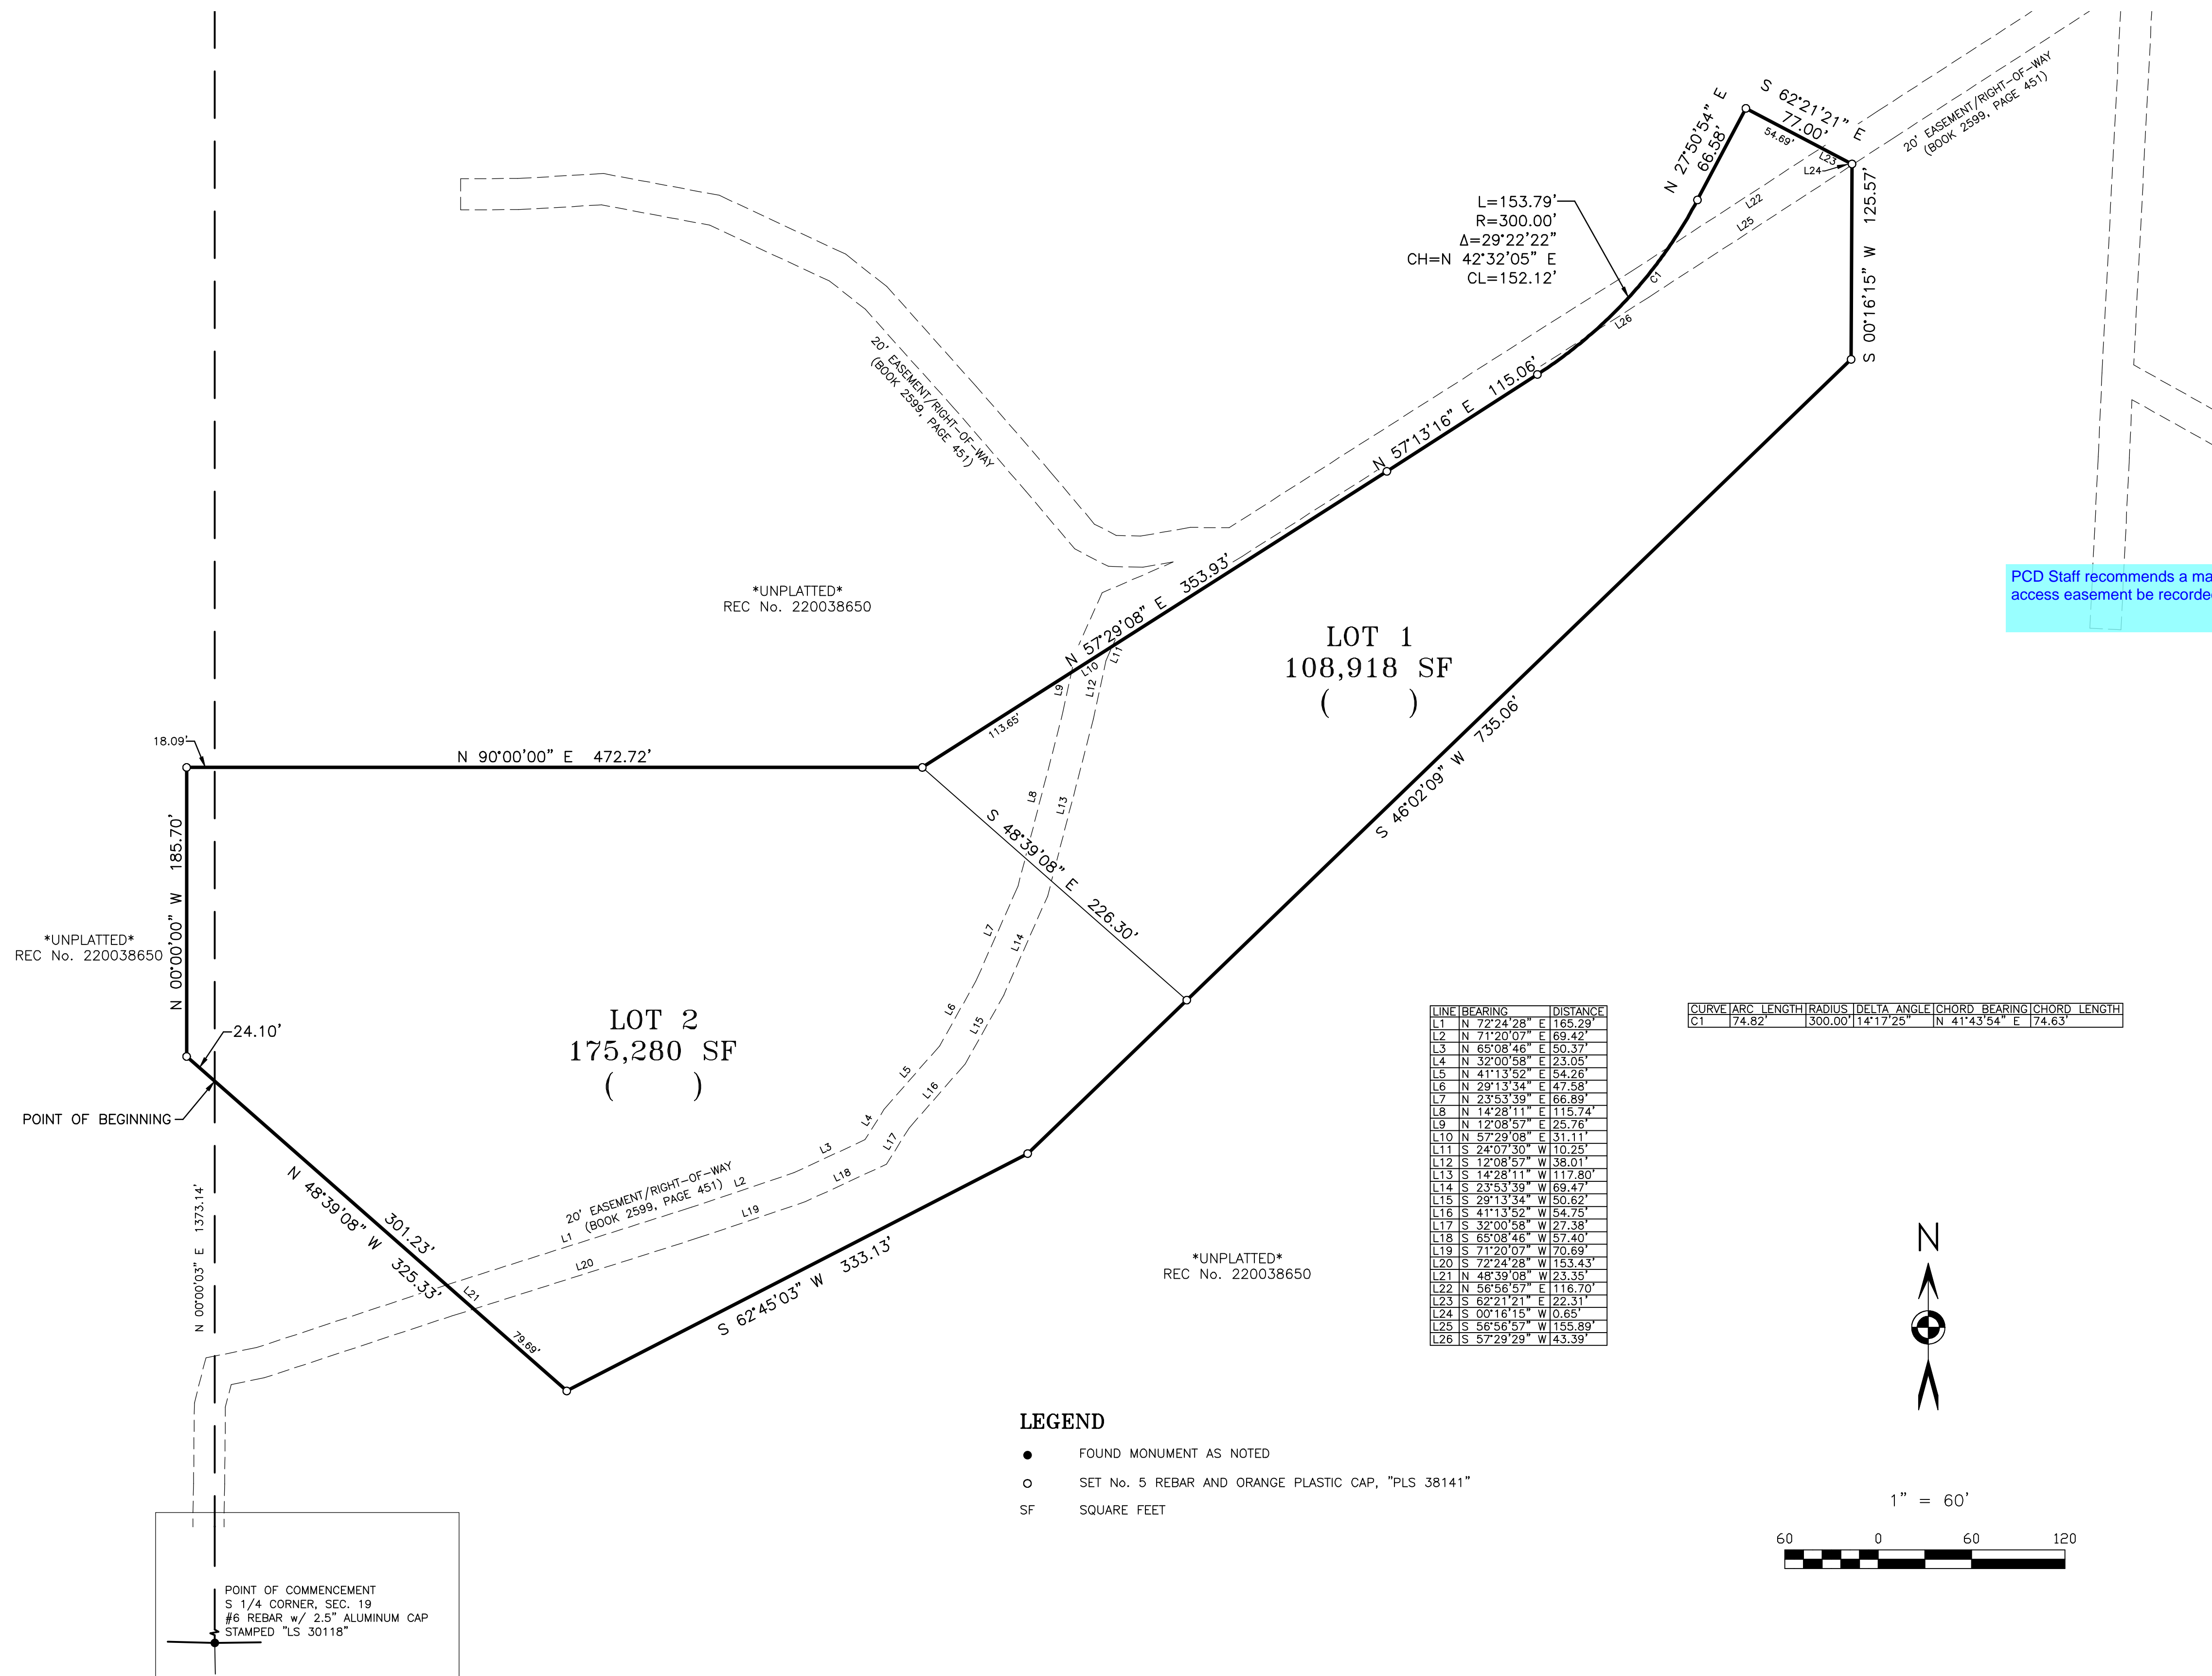 S 62°21'21" E
77.00'
54.69'
L23
L24
N 27°50'54" E
66.58'
20' EASEMENT/RIGHT-OF-WAY
(BOOK 2599, PAGE 451)
S 00°16'15" W 125.57'
L=153.79'
R=300.00'
Δ=29°22'22"
CH=N 42°32'05" E
CL=152.12'
L22
L25
C1
L26
20' EASEMENT/RIGHT-OF-WAY
(BOOK 2599, PAGE 451)
N 57°13'16" E 115.06'
N 57°29'08" E 353.93'
*UNPLATTED*
REC No. 220038650
PCD Staff recommends a ma
access easement be recorde
LOT 1
108,918 SF
( )
L9
L10
L11
L12
113.65'
18.09'
N 90°00'00" E 472.72'
S 46°02'09" W 735.06'
L8
L13
S 48°39'08" E 226.30'
N 00°00'00" W 185.70'
*UNPLATTED*
REC No. 220038650
L7
L14
24.10'
LOT 2
175,280 SF
( )
L6
L15
L5
L16
POINT OF BEGINNING
L4
L17
L3
L18
20' EASEMENT/RIGHT-OF-WAY
(BOOK 2599, PAGE 451)
L2
L1
L19
L20
N 00°00'03" E 1373.14'
301.23'
N 48°39'08" W 325.33'
L21
79.69'
S 62°45'03" W 333.13'
*UNPLATTED*
REC No. 220038650
LINE BEARING DISTANCE
L1 N 72°24'28" E 165.29'
L2 N 71°20'07" E 69.42'
L3 N 65°08'46" E 50.37'
L4 N 32°00'58" E 23.05'
L5 N 41°13'52" E 54.26'
L6 N 29°13'34" E 47.58'
L7 N 23°53'39" E 66.89'
L8 N 14°28'11" E 115.74'
L9 N 12°08'57" E 25.76'
L10 N 57°29'08" E 31.11'
L11 S 24°07'30" W 10.25'
L12 S 12°08'57" W 38.01'
L13 S 14°28'11" W 117.80'
L14 S 23°53'39" W 69.47'
L15 S 29°13'34" W 50.62'
L16 S 41°13'52" W 54.75'
L17 S 32°00'58" W 27.38'
L18 S 65°08'46" W 57.40'
L19 S 71°20'07" W 70.69'
L20 S 72°24'28" W 153.43'
L21 N 48°39'08" W 23.35'
L22 N 56°56'57" E 116.70'
L23 S 62°21'21" E 22.31'
L24 S 00°16'15" W 0.65'
L25 S 56°56'57" W 155.89'
L26 S 57°29'29" W 43.39'
CURVE ARC LENGTH RADIUS DELTA ANGLE CHORD BEARING CHORD LENGTH
C1 74.82' 300.00' 14°17'25" N 41°43'54" E 74.63'
N
LEGEND
FOUND MONUMENT AS NOTED
SET No. 5 REBAR AND ORANGE PLASTIC CAP, "PLS 38141"
SF SQUARE FEET
1" = 60'
60 0 60 120
POINT OF COMMENCEMENT
S 1/4 CORNER, SEC. 19
#6 REBAR w/ 2.5" ALUMINUM CAP
STAMPED "LS 30118"